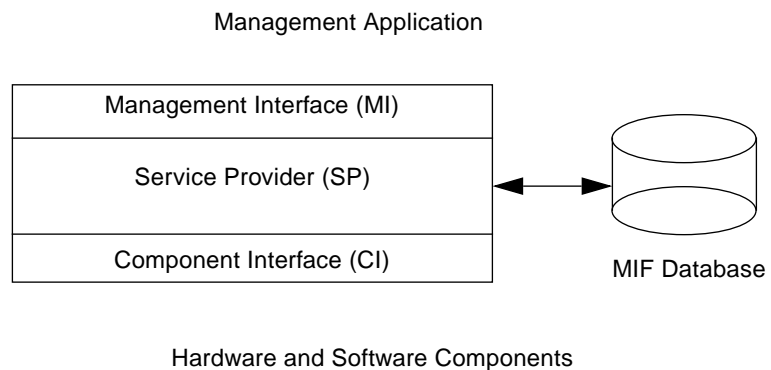 Management Application
Management Interface (MI)
Service Provider (SP)
Component Interface (CI)
MIF Database
Hardware and Software Components